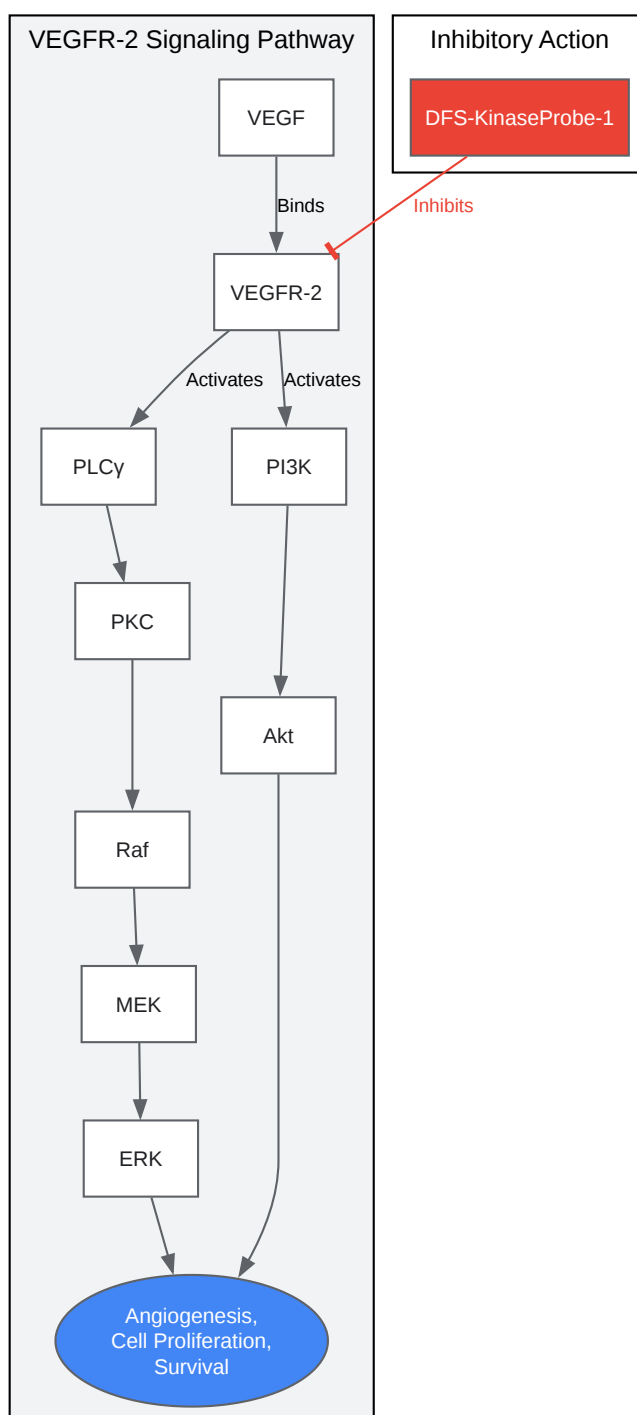 VEGFR-2 Signaling Pathway
Inhibitory Action
VEGF
DFS-KinaseProbe-1
Binds
Inhibits
VEGFR-2
Activates
Activates
PLCγ
PI3K
PKC
Akt
Raf
MEK
ERK
Angiogenesis,
Cell Proliferation,
Survival